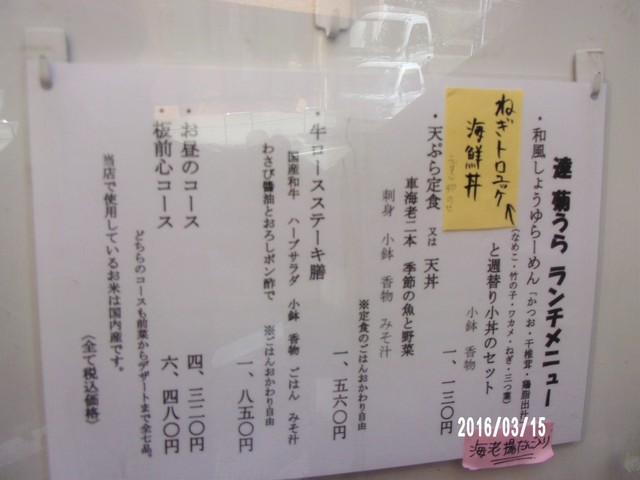 達 菊うら ランチメニュー
・和風しょうゆらーめん「かつお・干椎茸・鶏脂出汁
（なめこ・竹の子・ワカメ・ねぎ・三つ葉）
と週替り小丼のセット
小鉢 香物
一、一三〇円
ねぎトロユッケ
海鮮丼
・天ぷら定食 又は 天丼
車海老二本 季節の魚と野菜
刺身 小鉢 香物 みそ汁
※定食のごはんおかわり自由
一、五六〇円
・牛ロースステーキ膳
国産和牛 ハーブサラダ 小鉢 香物 ごはん みそ汁
わさび醤油とおろしポン酢で
※ごはんおかわり自由
一、八五〇円
・お昼のコース
四、三二〇円
・板前心コース
六、四八〇円
どちらのコースも前菜からデザートまで全七品。
当店で使用しているお米は国内産です。
（全て税込価格）
海老揚だんご入り
2016/03/15